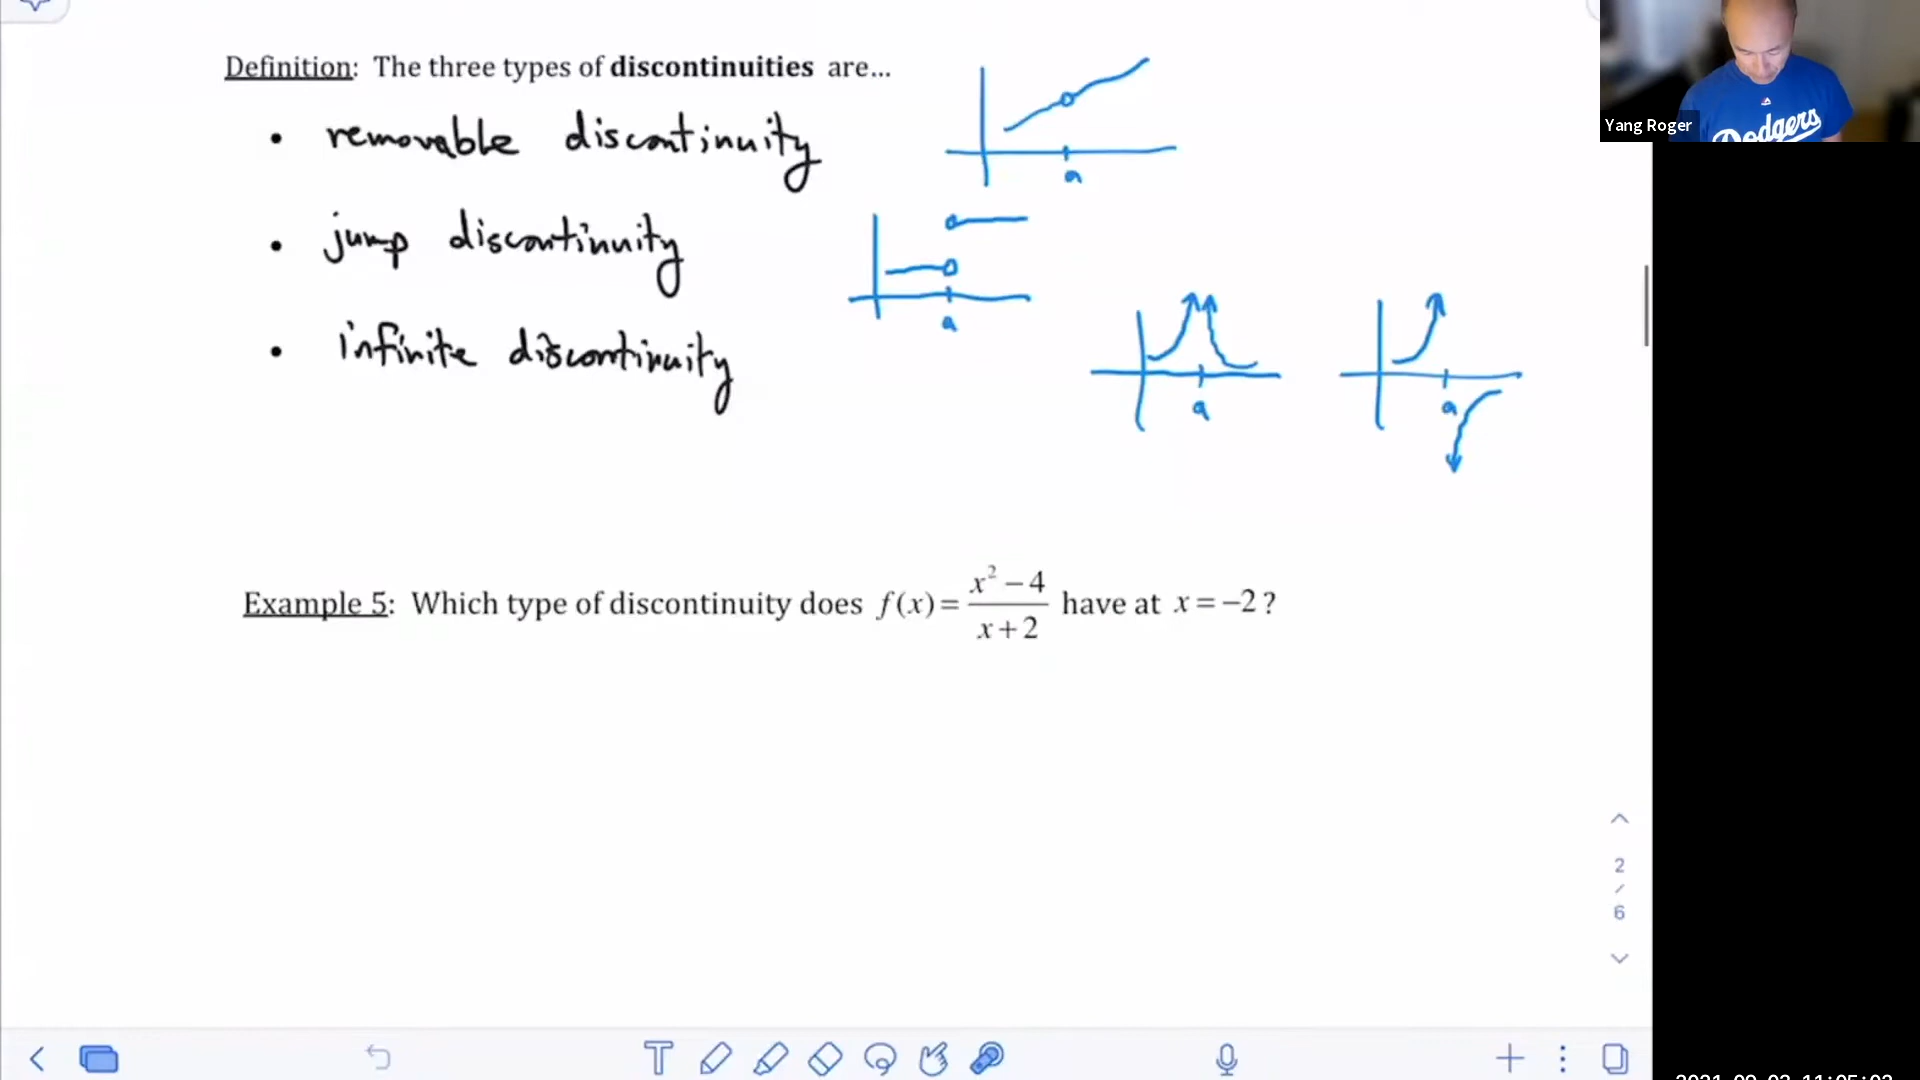 Definition: The three types of discontinuities are...
• removable discontinuity
a
• jump discontinuity
a
• infinite discontinuity
a
a
Example 5: Which type of discontinuity does f(x) = (x² − 4)/(x + 2) have at x = −2?
Yang Roger
Dodgers
2
/
6
T